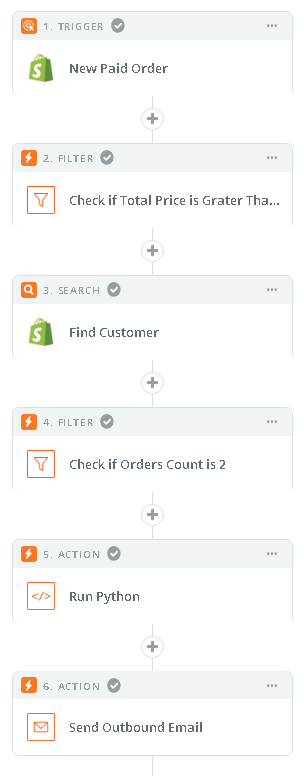 1. TRIGGER
New Paid Order
2. FILTER
Check if Total Price is Grater Tha...
3. SEARCH
Find Customer
4. FILTER
Check if Orders Count is 2
5. ACTION
Run Python
6. ACTION
Send Outbound Email